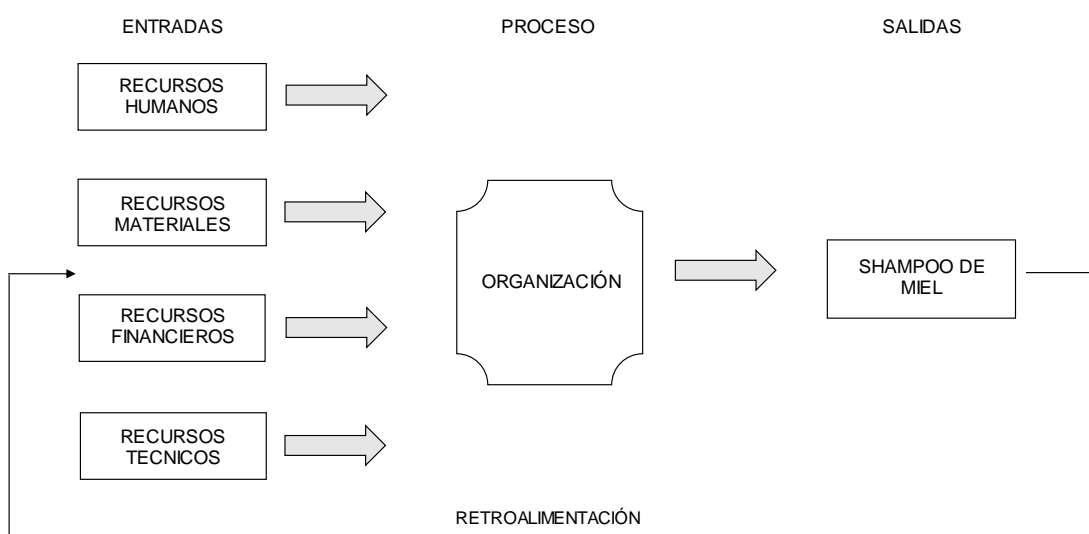 ENTRADAS
PROCESO
SALIDAS
RECURSOS
HUMANOS
RECURSOS
MATERIALES
RECURSOS
FINANCIEROS
RECURSOS
TECNICOS
ORGANIZACIÓN
SHAMPOO DE
MIEL
RETROALIMENTACIÓN